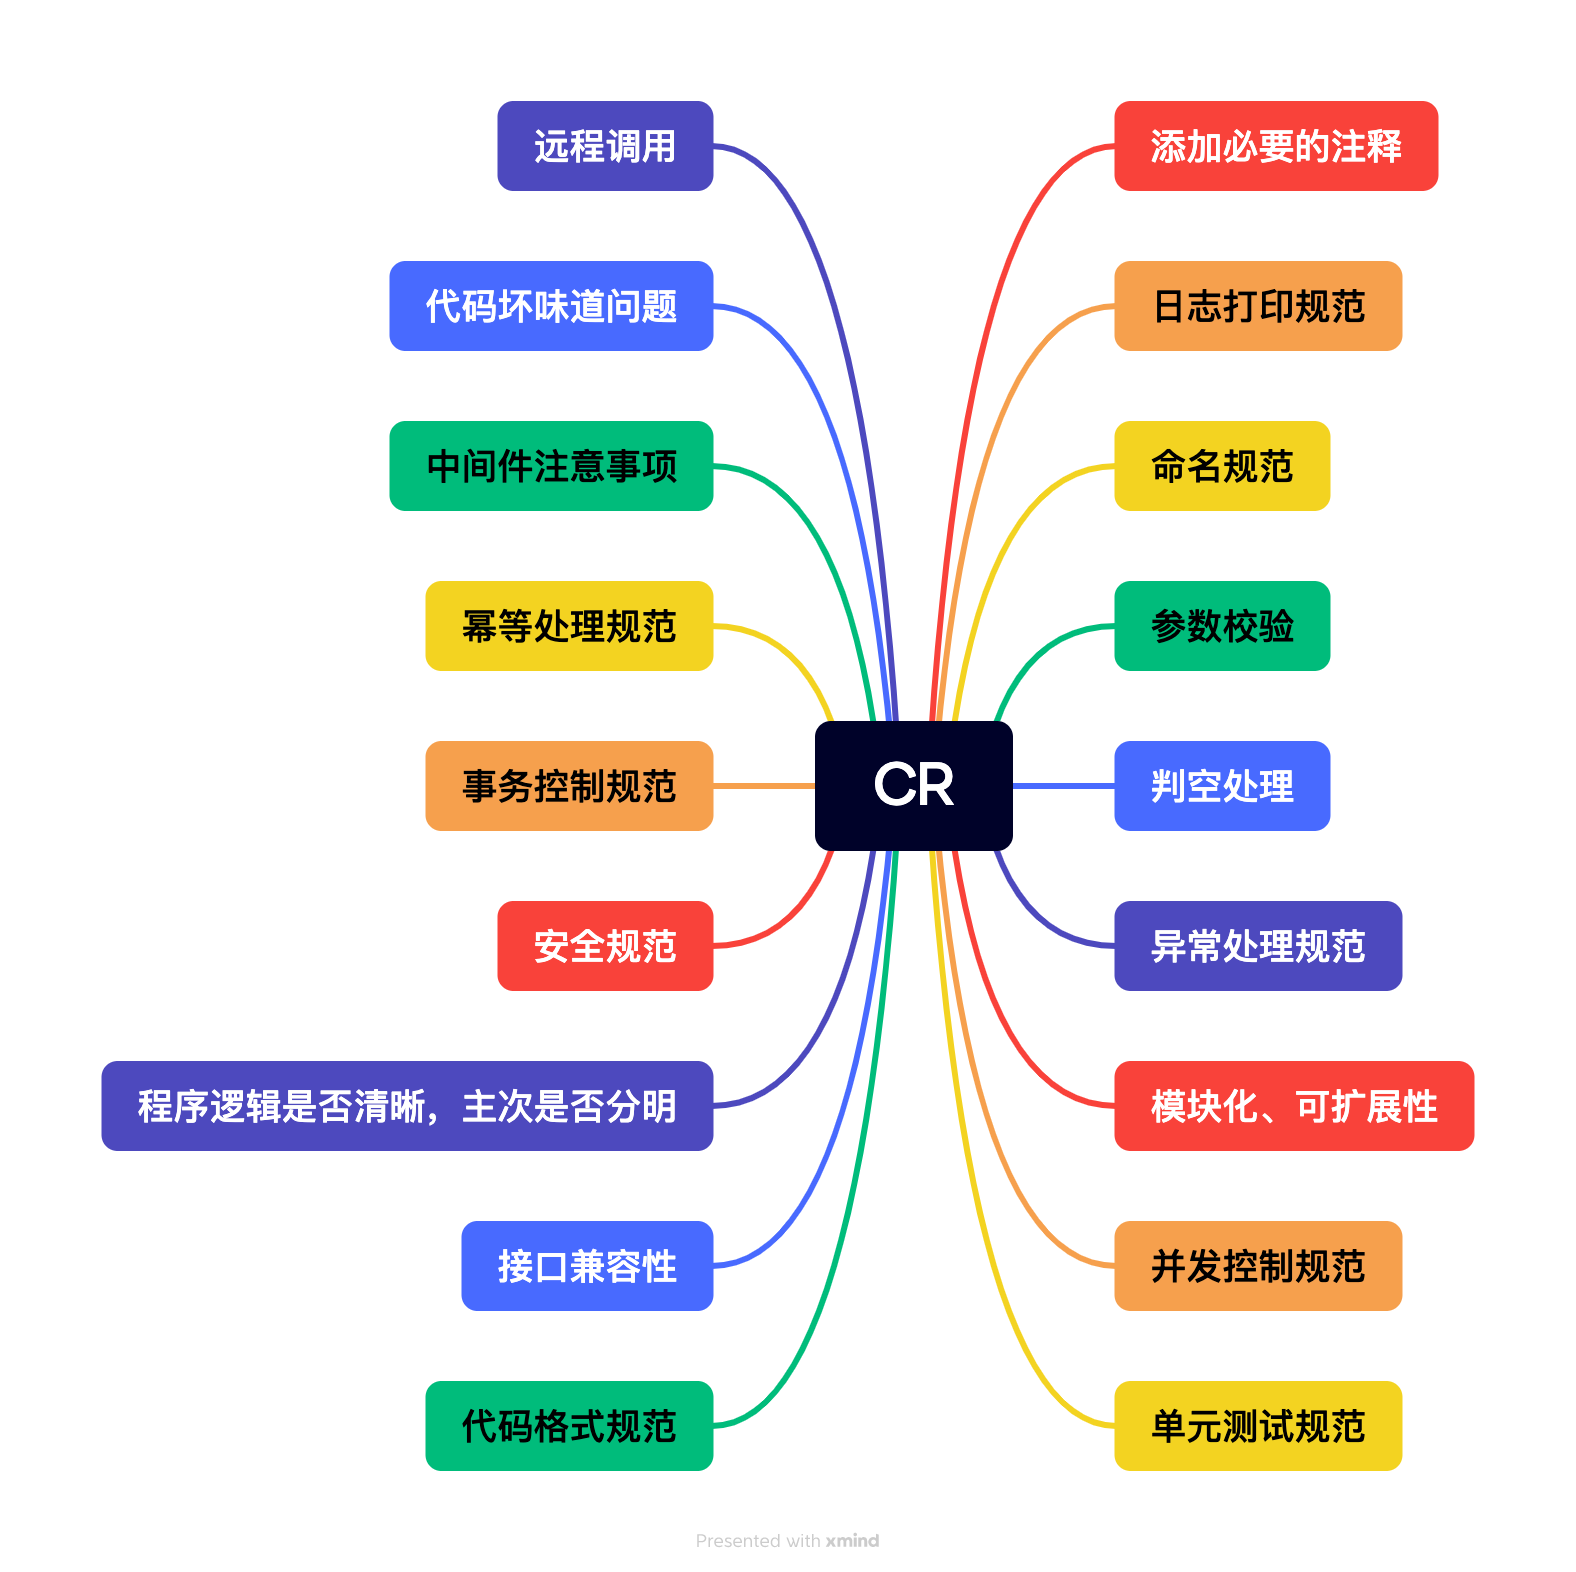 远程调用
代码坏味道问题
中间件注意事项
幂等处理规范
事务控制规范
安全规范
程序逻辑是否清晰，主次是否分明
接口兼容性
代码格式规范
CR
添加必要的注释
日志打印规范
命名规范
参数校验
判空处理
异常处理规范
模块化、可扩展性
并发控制规范
单元测试规范
Presented with xmind